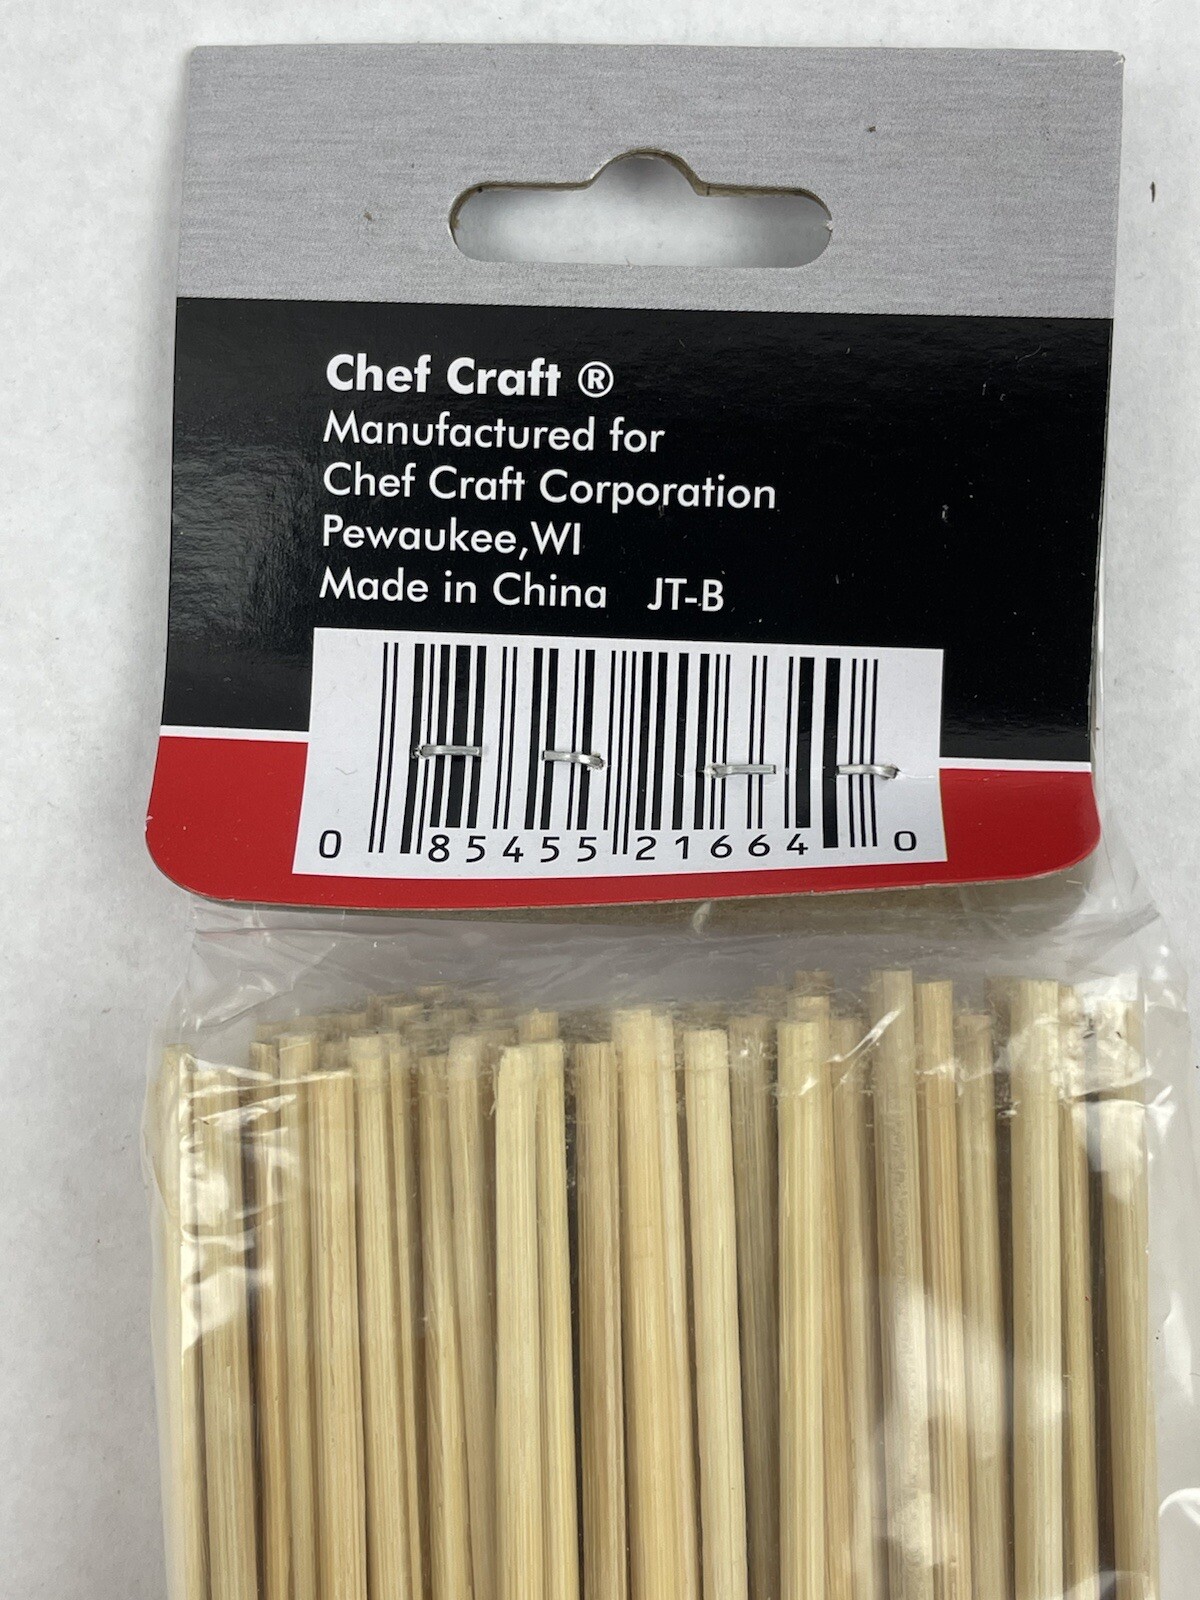 Chef Craft ®
Manufactured for
Chef Craft Corporation
Pewaukee,WI
Made in China JT-B
0 85455 21664 0